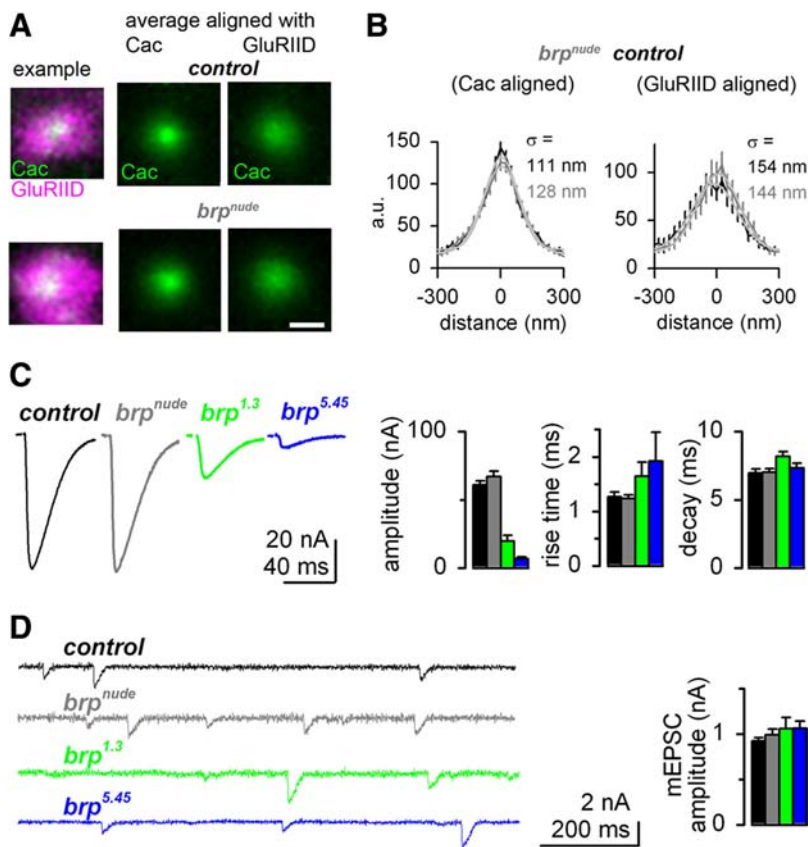 A
average aligned with
Cac GluRIID
example
control
Cac
GluRIID
Cac
Cac
brp^nude
B
brp^nude control
(Cac aligned) (GluRIID aligned)
σ =
111 nm
128 nm
σ =
154 nm
144 nm
a.u.
150
100
50
0
100
50
0
-300 0 300
-300 0 300
distance (nm)
distance (nm)
C
control brp^nude brp^1.3 brp^5.45
20 nA
40 ms
amplitude (nA)
100
0
rise time (ms)
2
1
0
decay (ms)
10
5
0
D
control
brp^nude
brp^1.3
brp^5.45
2 nA
200 ms
mEPSC
amplitude (nA)
1
0